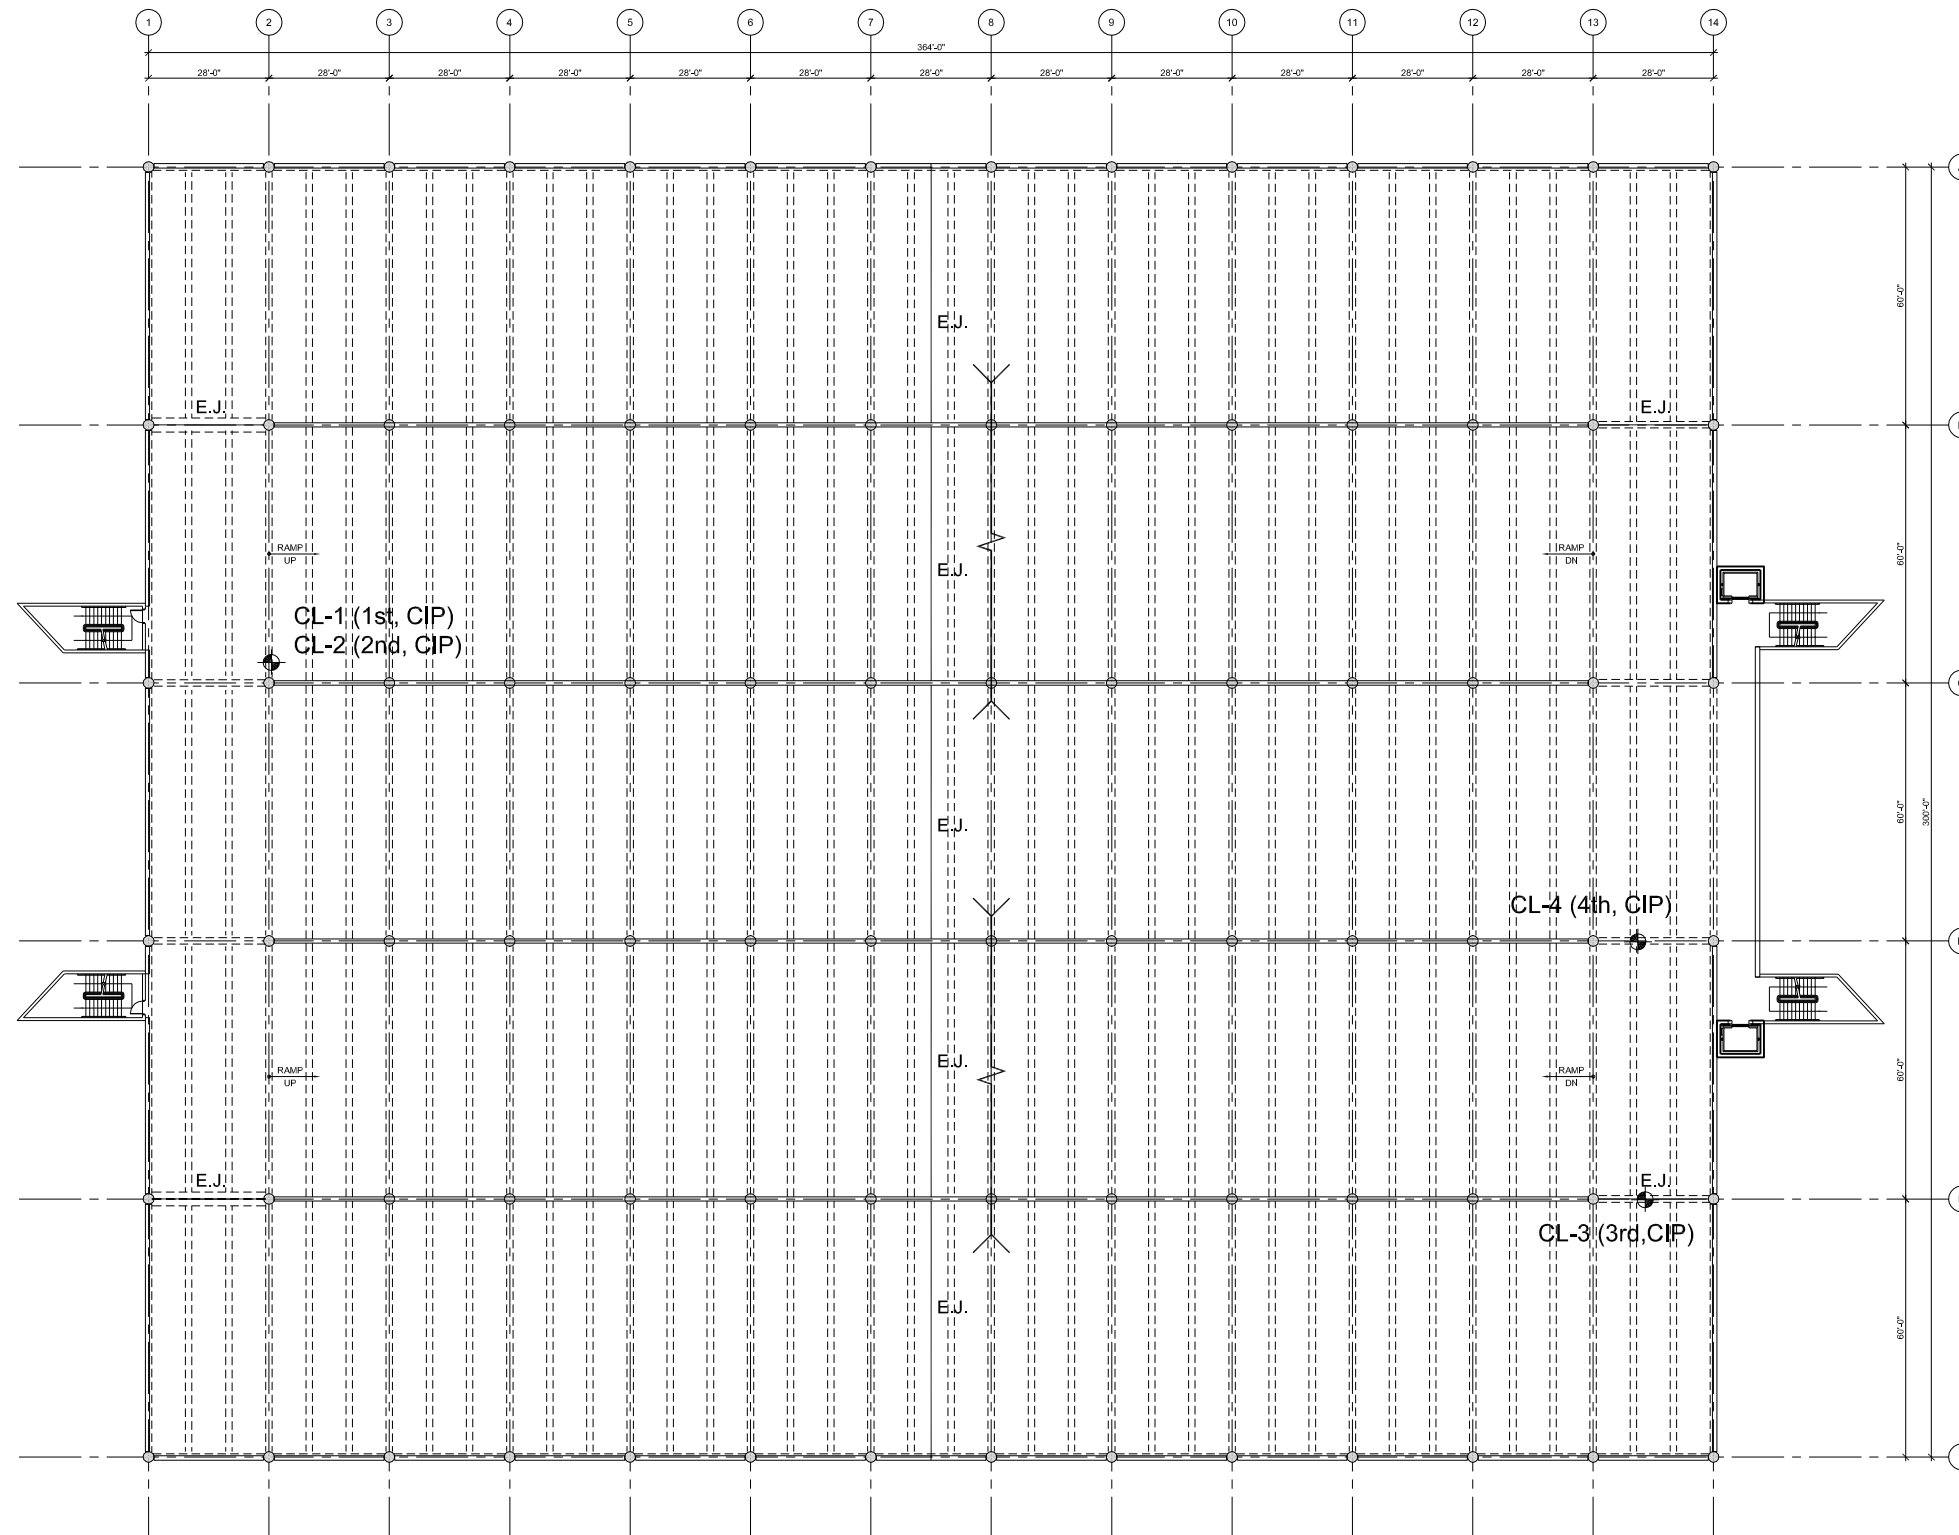 1 2 3 4 5 6 7 8 9 10 11 12 13 14
364'-0"
28'-0" 28'-0" 28'-0" 28'-0" 28'-0" 28'-0" 28'-0" 28'-0" 28'-0" 28'-0" 28'-0" 28'-0" 28'-0"
60'-0"
E.J.
E.J.
E.J.
RAMP
UP
E.J.
RAMP
DN
60'-0"
CL-1 (1st, CIP)
CL-2 (2nd, CIP)
E.J.
60'-0"
300'-0"
CL-4 (4th, CIP)
RAMP
UP
E.J.
RAMP
DN
60'-0"
E.J.
E.J.
CL-3 (3rd,CIP)
E.J.
60'-0"